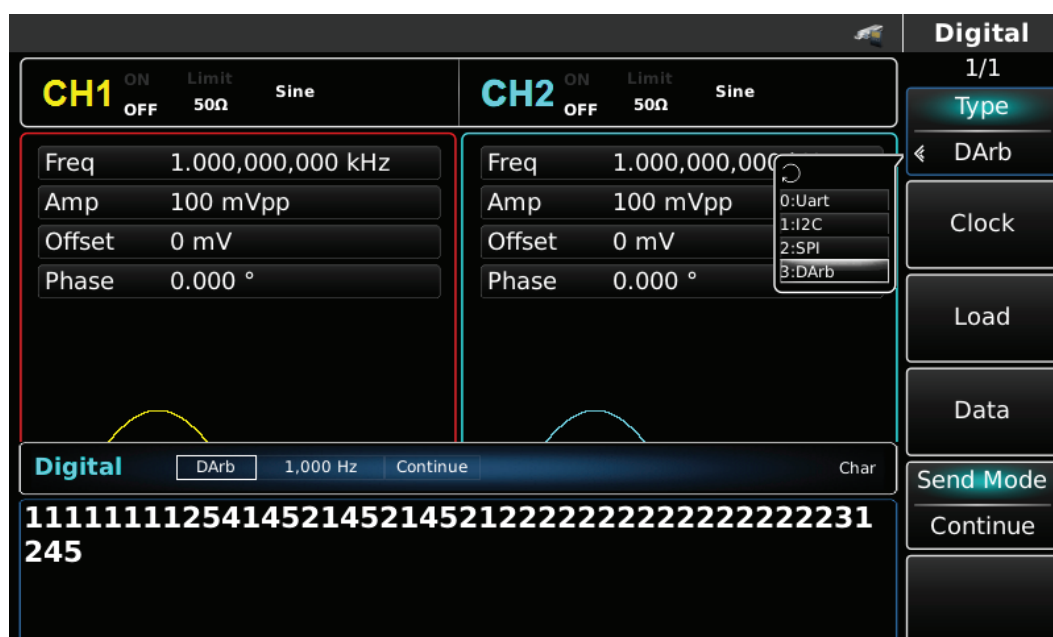 Digital
1/1
CH1 ON OFF Limit 50Ω Sine
CH2 ON OFF Limit 50Ω Sine
Type
DArb
Freq 1.000,000,000 kHz
Freq 1.000,000,000
Amp 100 mVpp
Amp 100 mVpp
Offset 0 mV
Offset 0 mV
Phase 0.000 °
Phase 0.000 °
0:Uart
1:I2C
2:SPI
3:DArb
Clock
Load
Data
Digital DArb 1,000 Hz Continue Char
Send Mode
Continue
245